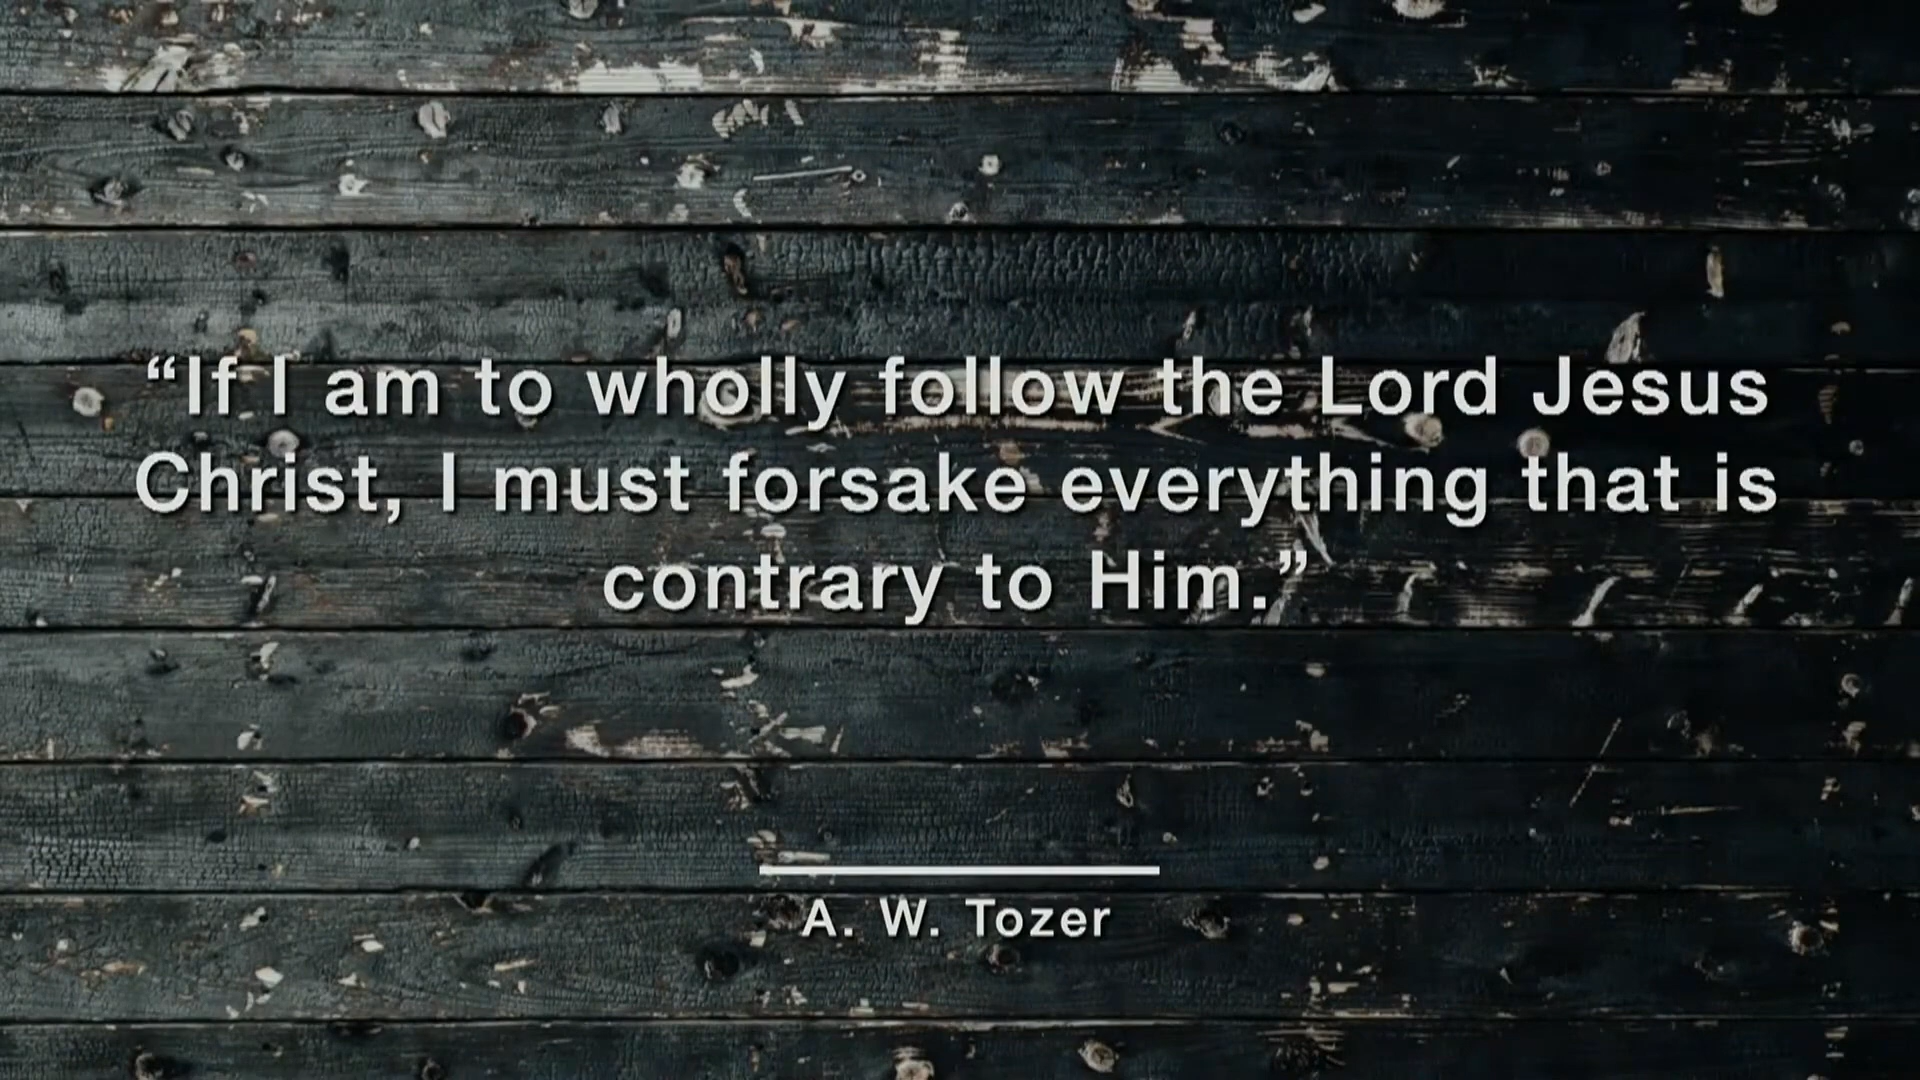 “If I am to wholly follow the Lord Jesus
Christ, I must forsake everything that is
contrary to Him.”
A. W. Tozer